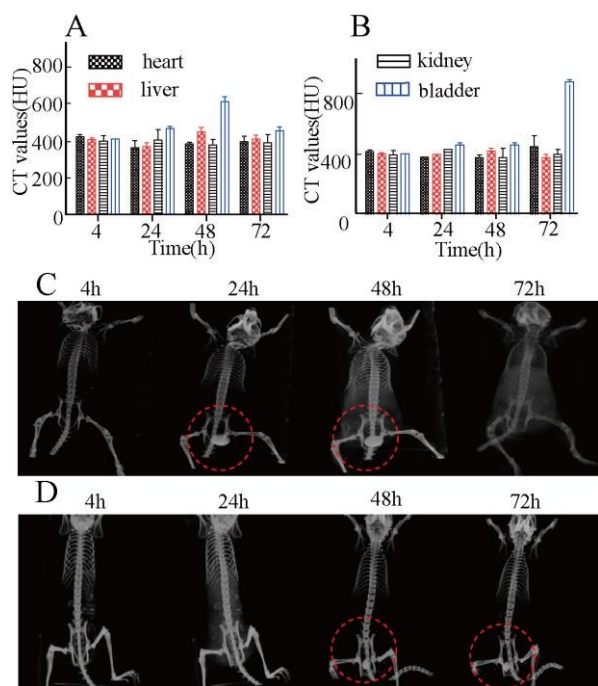 A
CT values(HU)
800
600
400
200
0
heart
liver
4 24 48 72
Time(h)
B
CT values(HU)
800
400
0
kidney
bladder
4 24 48 72
Time(h)
C
4h 24h 48h 72h
D
4h 24h 48h 72h